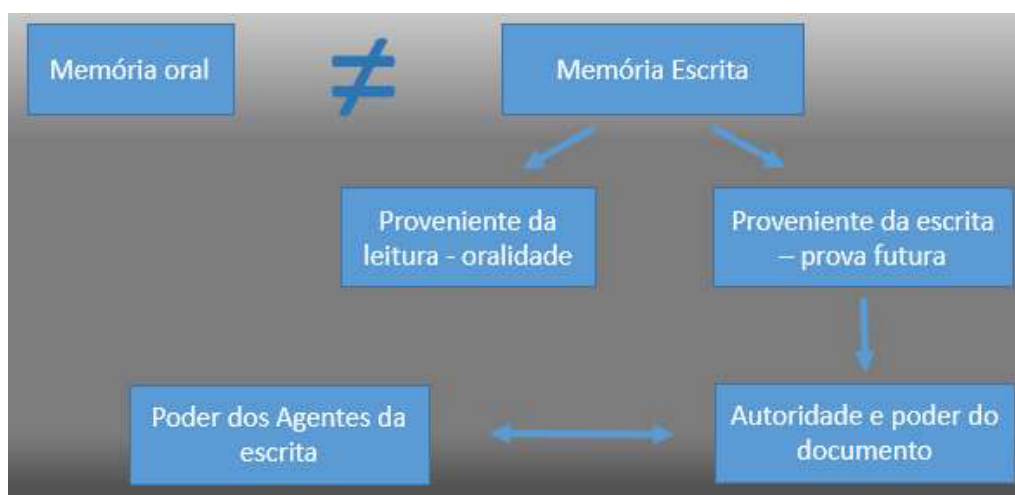 Memória oral
≠
Memória Escrita
Proveniente da
leitura - oralidade
Proveniente da escrita
– prova futura
Poder dos Agentes da
escrita
Autoridade e poder do
documento